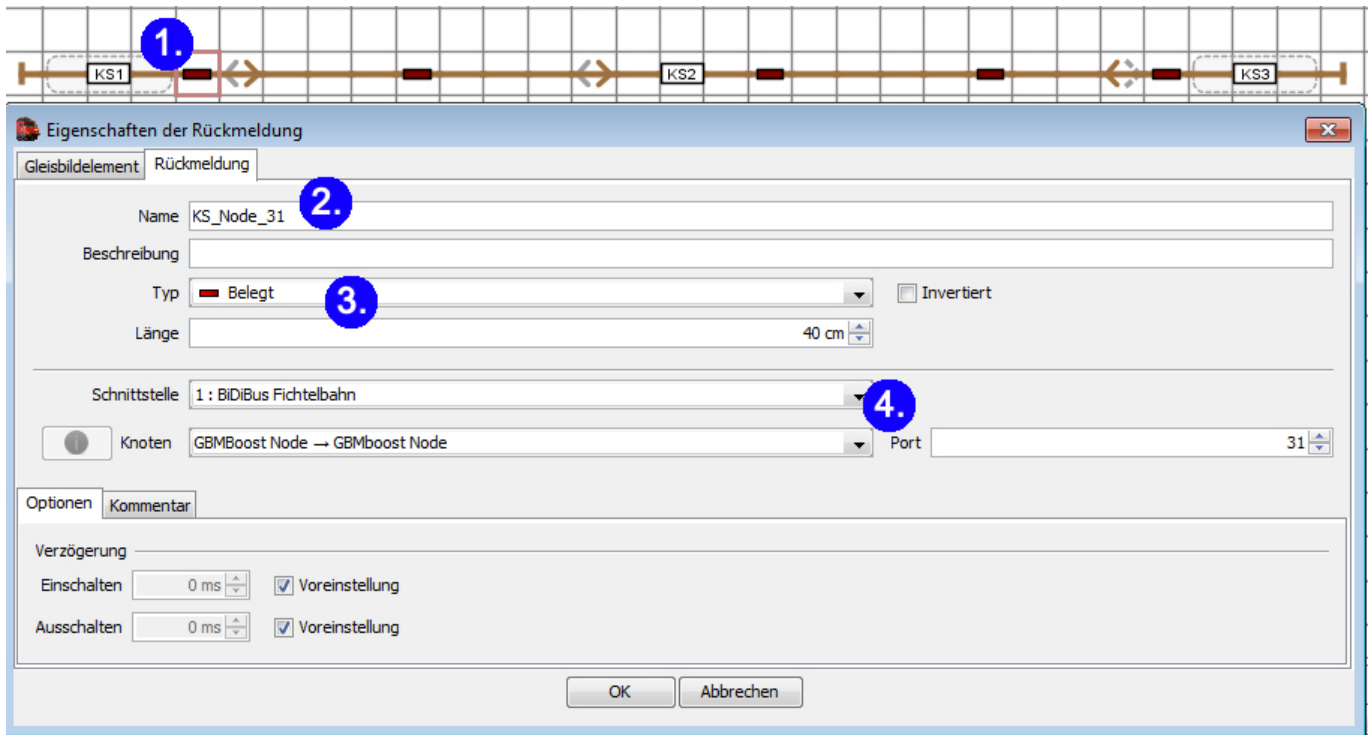 1.
KS1 KS2 KS3
Eigenschaften der Rückmeldung
Gleisbildelement Rückmeldung
2.
Name KS_Node_31
Beschreibung
Typ Belegt Invertiert
3.
Länge 40 cm
Schnittstelle 1 : BiDiBus Fichtelbahn
4.
Knoten GBMBoost Node → GBMboost Node Port 31
Optionen Kommentar
Verzögerung
Einschalten 0 ms Voreinstellung
Ausschalten 0 ms Voreinstellung
OK Abbrechen